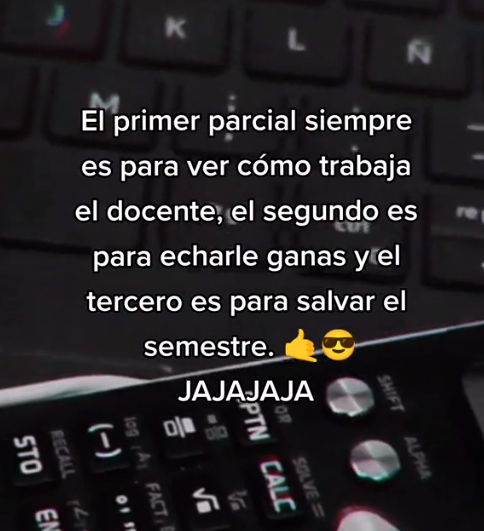 J K L Ñ
M
El primer parcial siempre
es para ver cómo trabaja
el docente, el segundo es
para echarle ganas y el
tercero es para salvar el
semestre. 🤙😎
JAJAJAJA
ctrl
SHIFT
ALPHA
OPTN
CALC
SOLVE =
(-)
STO
RECALL
FACT